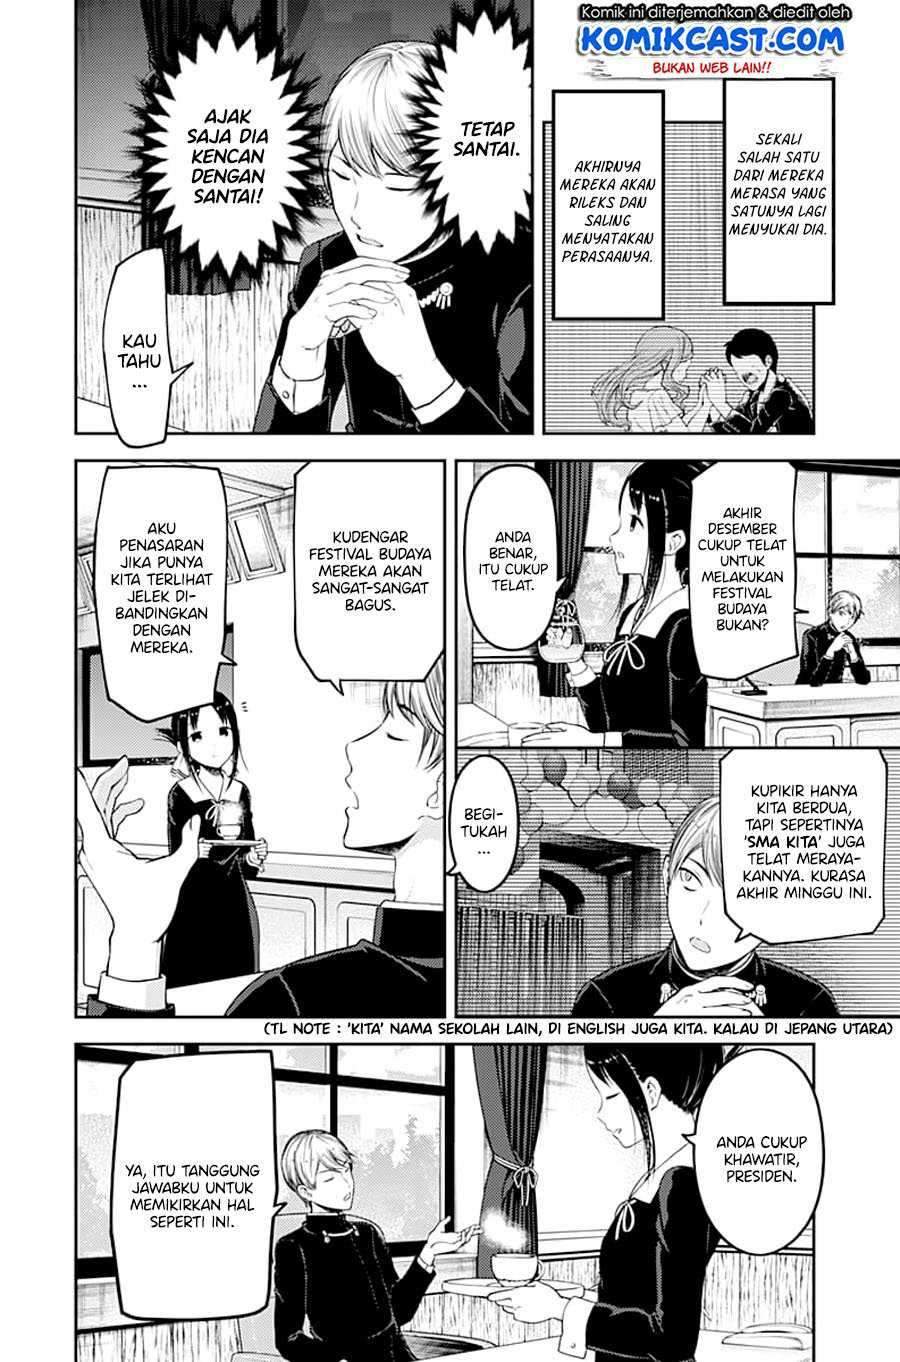 Komik ini diterjemahkan & diedit oleh
KOMIKCAST.COM
BUKAN WEB LAIN!!
SEKALI
SALAH SATU
DARI MEREKA
MERASA YANG
SATUNYA LAGI
MENYUKAI DIA.
AKHIRNYA
MEREKA AKAN
RILEKS DAN
SALING
MENYATAKAN
PERASAANYA.
TETAP
SANTAI.
AJAK
SAJA DIA
KENCAN
DENGAN
SANTAI!
KAU
TAHU
...
AKHIR
DESEMBER
CUKUP TELAT
UNTUK
MELAKUKAN
FESTIVAL
BUDAYA
BUKAN?
ANDA
BENAR,
ITU CUKUP
TELAT.
KUPIKIR HANYA
KITA BERDUA,
TAPI SEPERTINYA
'SMA KITA' JUGA
TELAT MERAYA-
KANNYA. KURASA
AKHIR MINGGU INI.
BEGI-
TUKAH
...
KUDENGAR
FESTIVAL BUDAYA
MEREKA AKAN
SANGAT-SANGAT
BAGUS.
AKU
PENASARAN
JIKA PUNYA
KITA TERLIHAT
JELEK DI-
BANDINGKAN
DENGAN
MEREKA.
(TL NOTE : 'KITA' NAMA SEKOLAH LAIN, DI ENGLISH JUGA KITA. KALAU DI JEPANG UTARA)
ANDA CUKUP
KHAWATIR,
PRESIDEN.
YA, ITU TANGGUNG
JAWABKU UNTUK
MEMIKIRKAN HAL
SEPERTI INI.